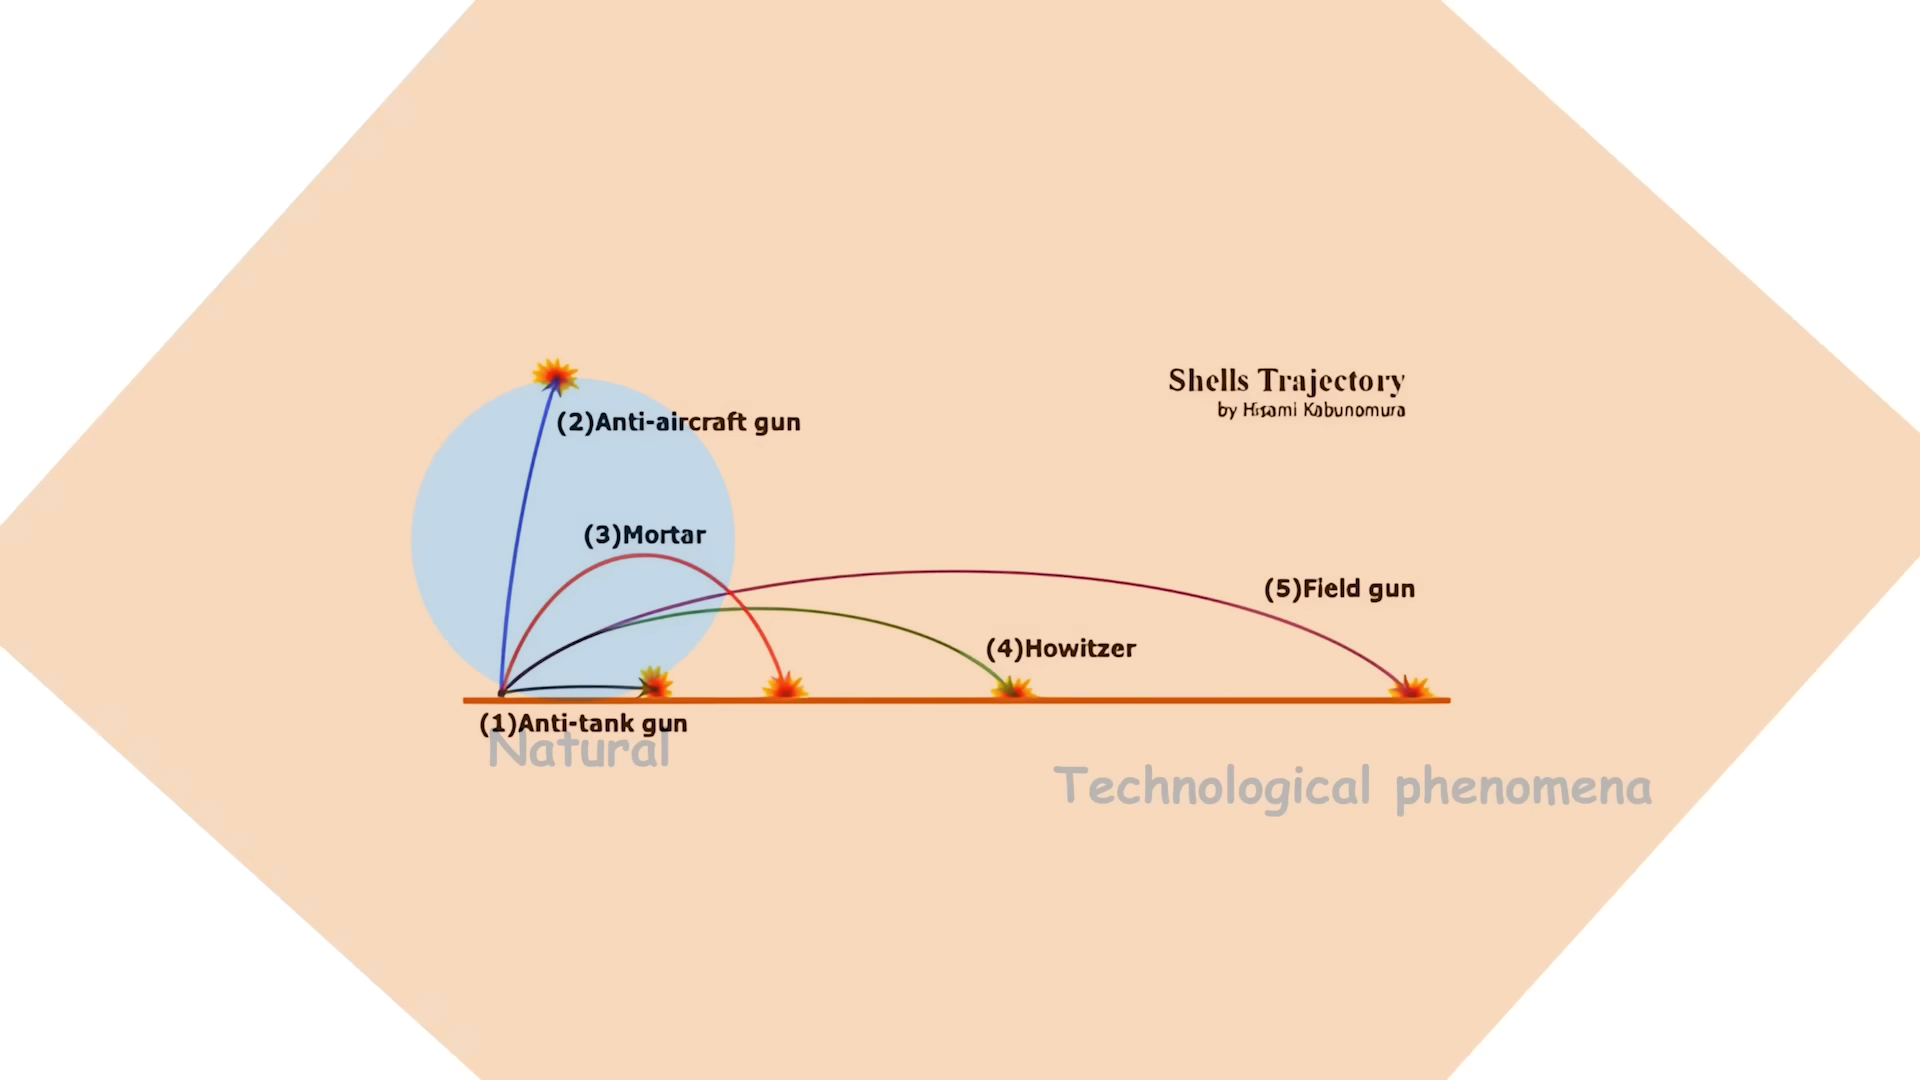 Shells Trajectory
by Hisami Kabunomura
(2)Anti-aircraft gun
(3)Mortar
(5)Field gun
(4)Howitzer
(1)Anti-tank gun
Natural
Technological phenomena